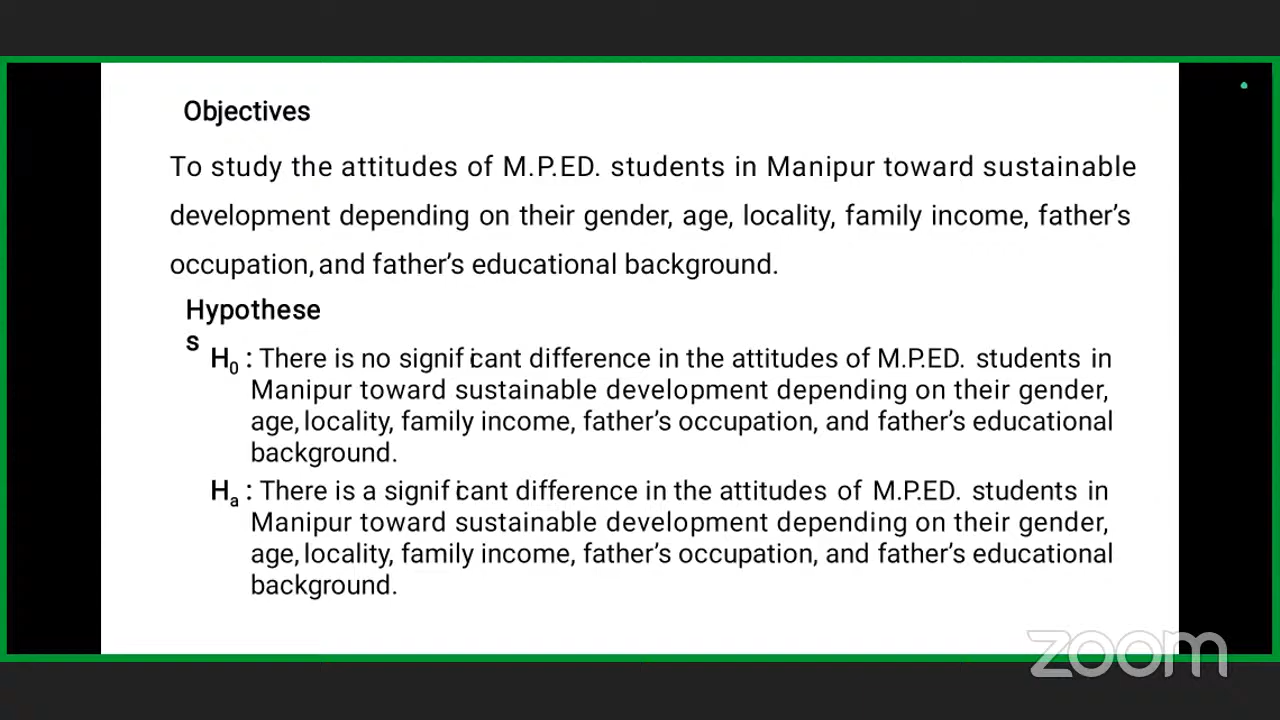 Objectives
To study the attitudes of M.P.ED. students in Manipur toward sustainable
development depending on their gender, age, locality, family income, father’s
occupation, and father’s educational background.
Hypothese
s
H0 : There is no significant difference in the attitudes of M.P.ED. students in
Manipur toward sustainable development depending on their gender,
age, locality, family income, father’s occupation, and father’s educational
background.
Ha : There is a significant difference in the attitudes of M.P.ED. students in
Manipur toward sustainable development depending on their gender,
age, locality, family income, father’s occupation, and father’s educational
background.
zoom